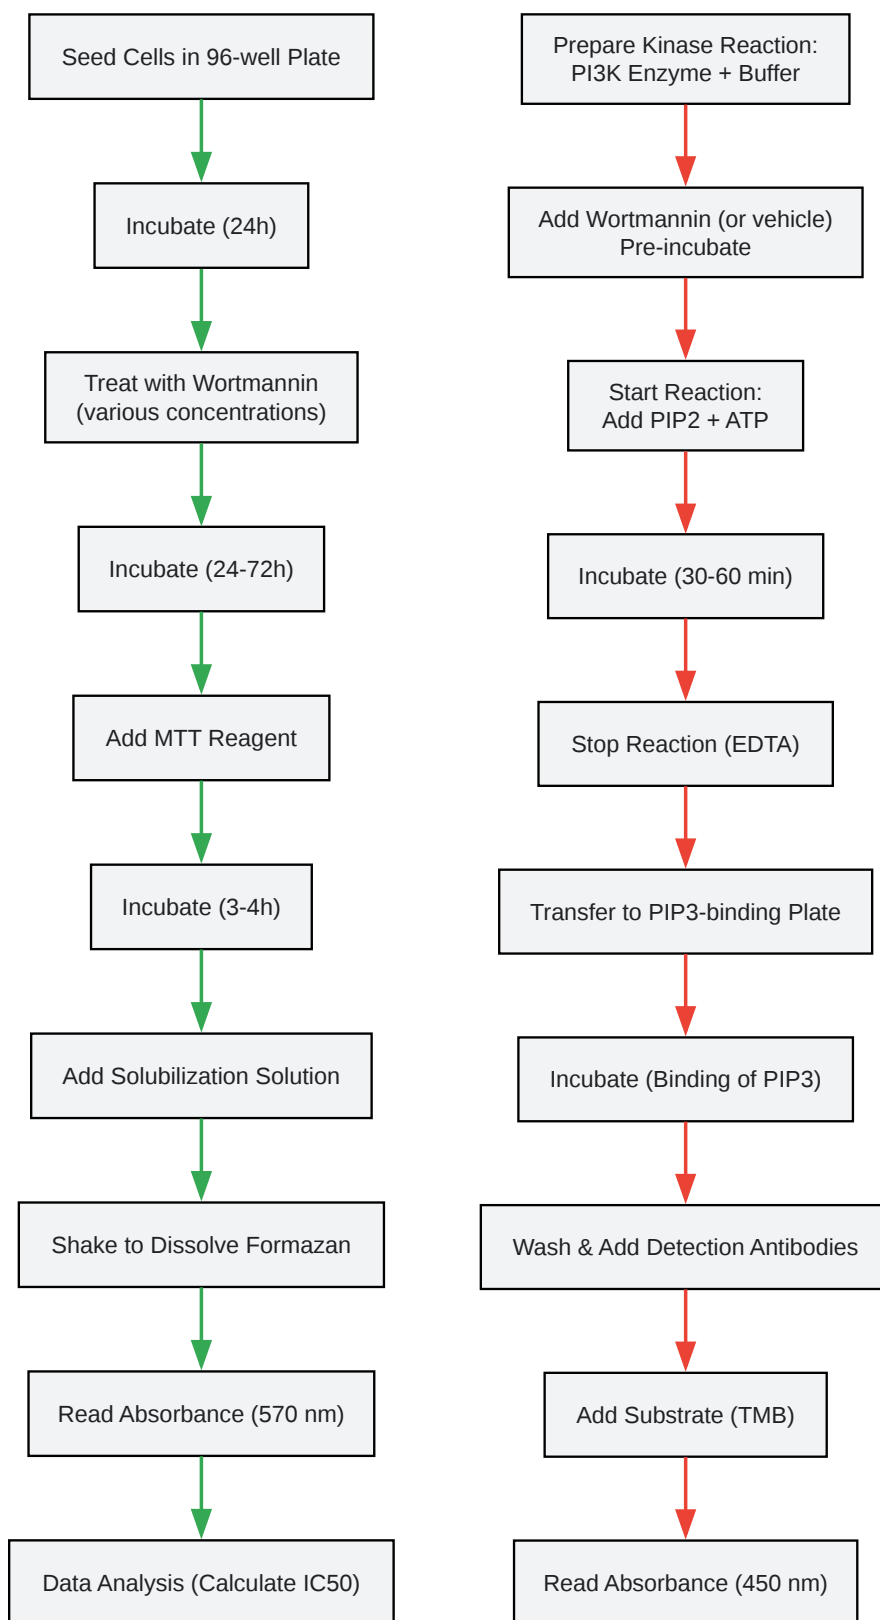 Seed Cells in 96-well Plate
Incubate (24h)
Treat with Wortmannin
(various concentrations)
Incubate (24-72h)
Add MTT Reagent
Incubate (3-4h)
Add Solubilization Solution
Shake to Dissolve Formazan
Read Absorbance (570 nm)
Data Analysis (Calculate IC50)
Prepare Kinase Reaction:
PI3K Enzyme + Buffer
Add Wortmannin (or vehicle)
Pre-incubate
Start Reaction:
Add PIP2 + ATP
Incubate (30-60 min)
Stop Reaction (EDTA)
Transfer to PIP3-binding Plate
Incubate (Binding of PIP3)
Wash & Add Detection Antibodies
Add Substrate (TMB)
Read Absorbance (450 nm)